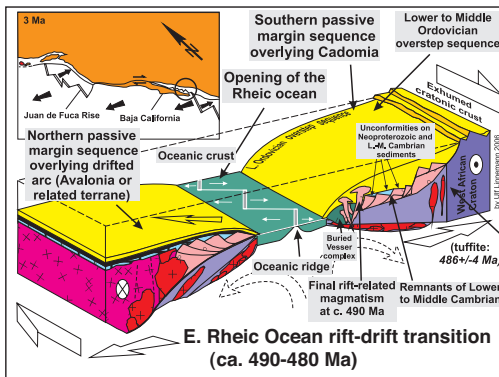 3 Ma
Juan de Fuca Rise
Baja California
Southern passive
margin sequence
overlying Cadomia
Lower to Middle
Ordovician
overstep sequence
Opening of the
Rheic ocean
Northern passive
margin sequence
overlying drifted
arc (Avalonia or
related terrane)
Oceanic crust
L. Ordovician overstep sequence
Exhumed
cratonic crust
Unconformities on
Neoproterozoic and
L.-M. Cambrian
sediments
West African
Craton
by Ulf Linnemann 2006
Buried
Vesser
complex
Oceanic ridge
(tuffite:
486+/-4 Ma)
Final rift-related
magmatism
at c. 490 Ma
Remnants of Lower
to Middle Cambrian
E. Rheic Ocean rift-drift transition
(ca. 490-480 Ma)